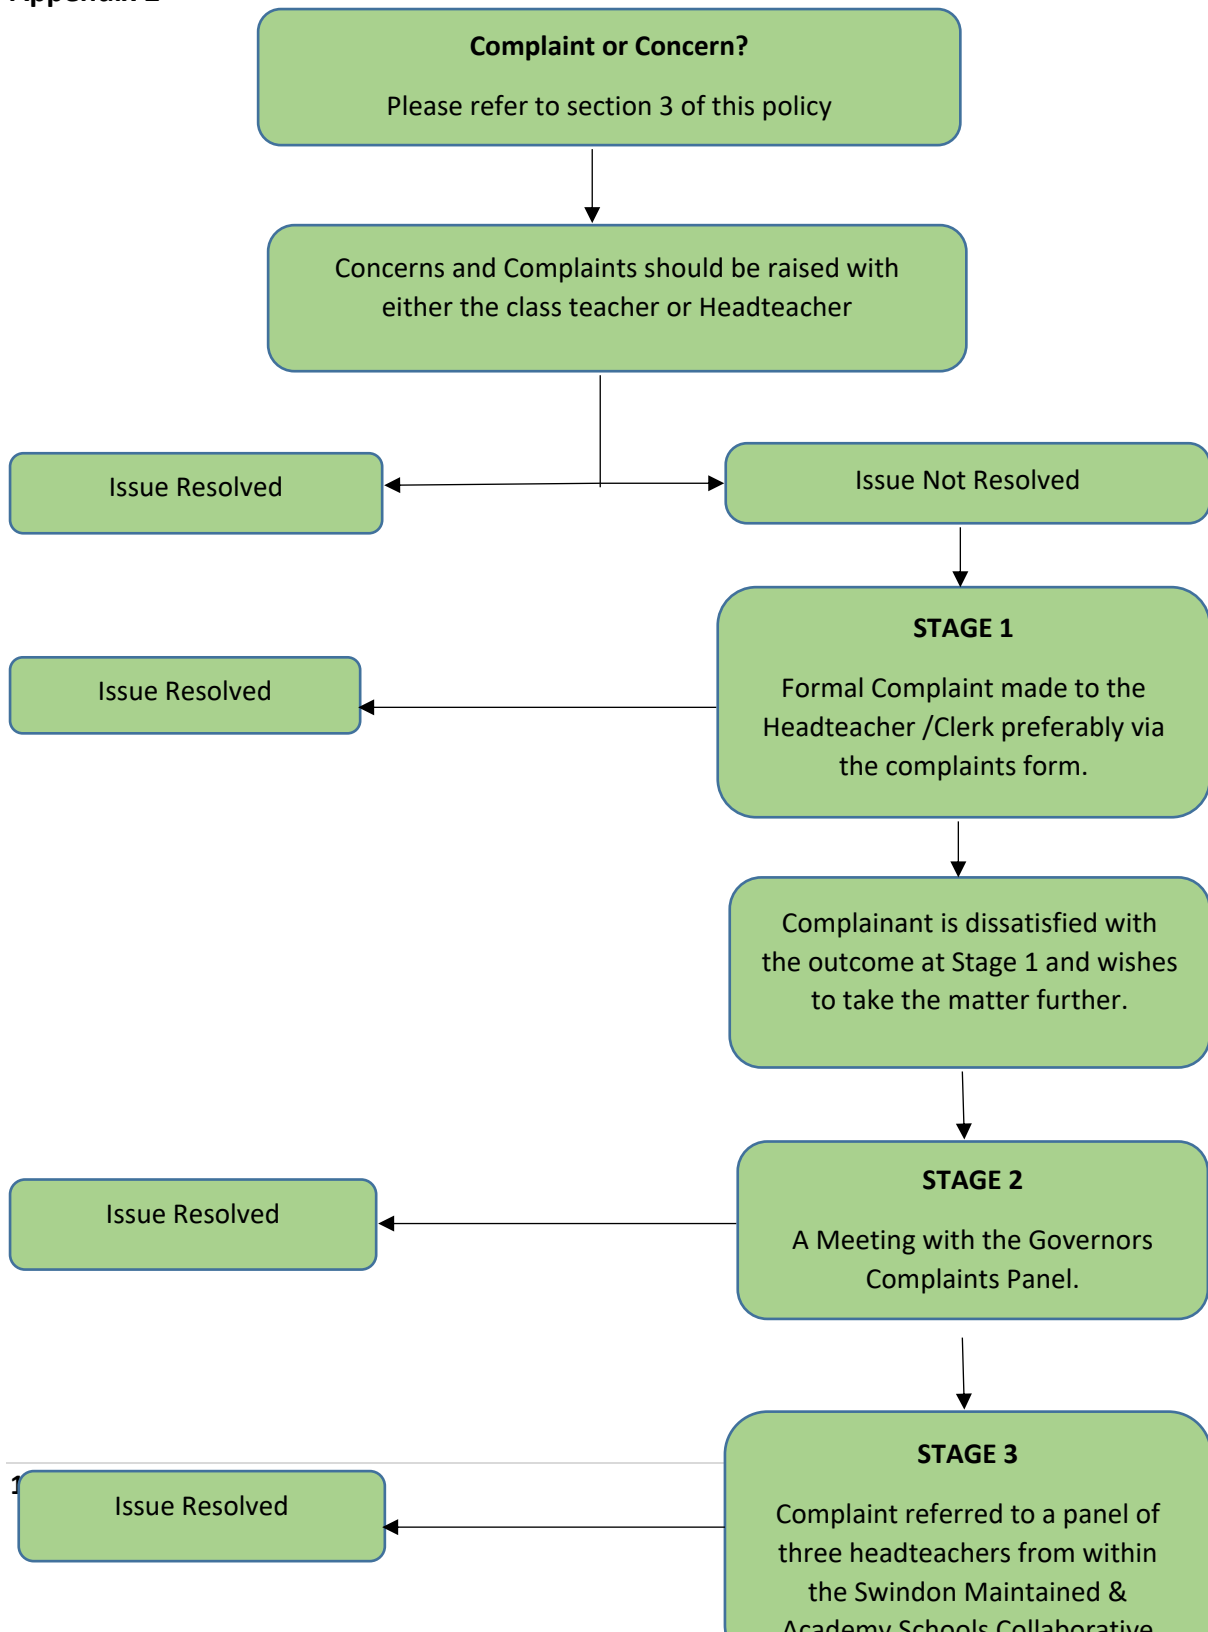 Complaint or Concern?
Please refer to section 3 of this policy
Concerns and Complaints should be raised with
either the class teacher or Headteacher
Issue Resolved
Issue Not Resolved
STAGE 1
Formal Complaint made to the
Headteacher /Clerk preferably via
the complaints form.
Issue Resolved
Complainant is dissatisfied with
the outcome at Stage 1 and wishes
to take the matter further.
STAGE 2
A Meeting with the Governors
Complaints Panel.
Issue Resolved
STAGE 3
1
Issue Resolved
Complaint referred to a panel of
three headteachers from within
the Swindon Maintained &
Academy Schools Collaborative